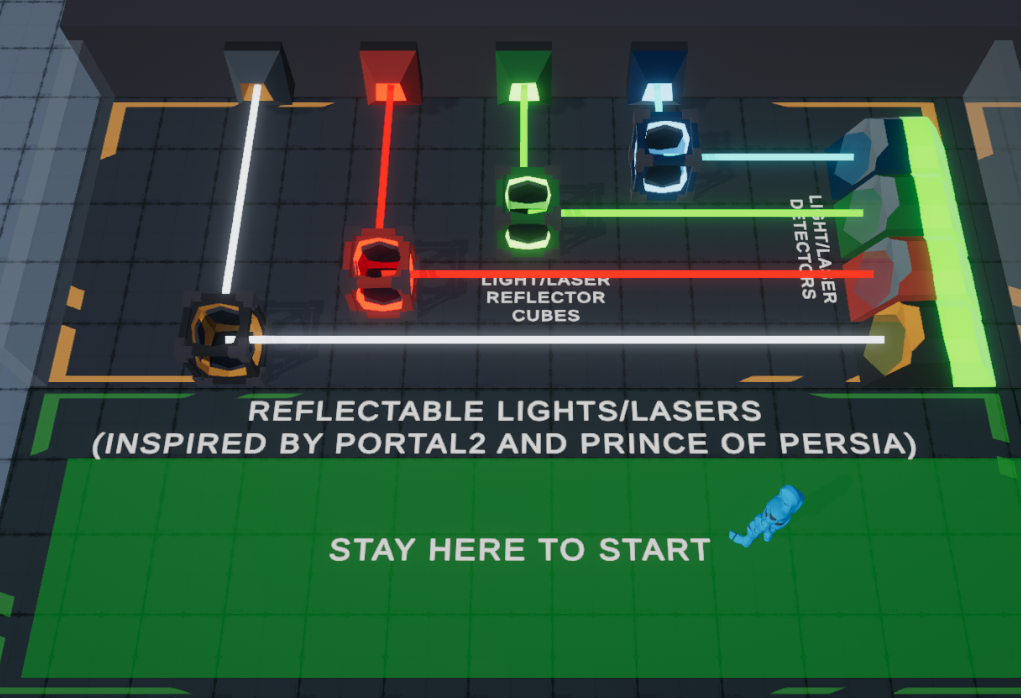 LIGHT/LASER
DETECTORS
LIGHT/LASER
REFLECTOR
CUBES
REFLECTABLE LIGHTS/LASERS
(INSPIRED BY PORTAL2 AND PRINCE OF PERSIA)
STAY HERE TO START